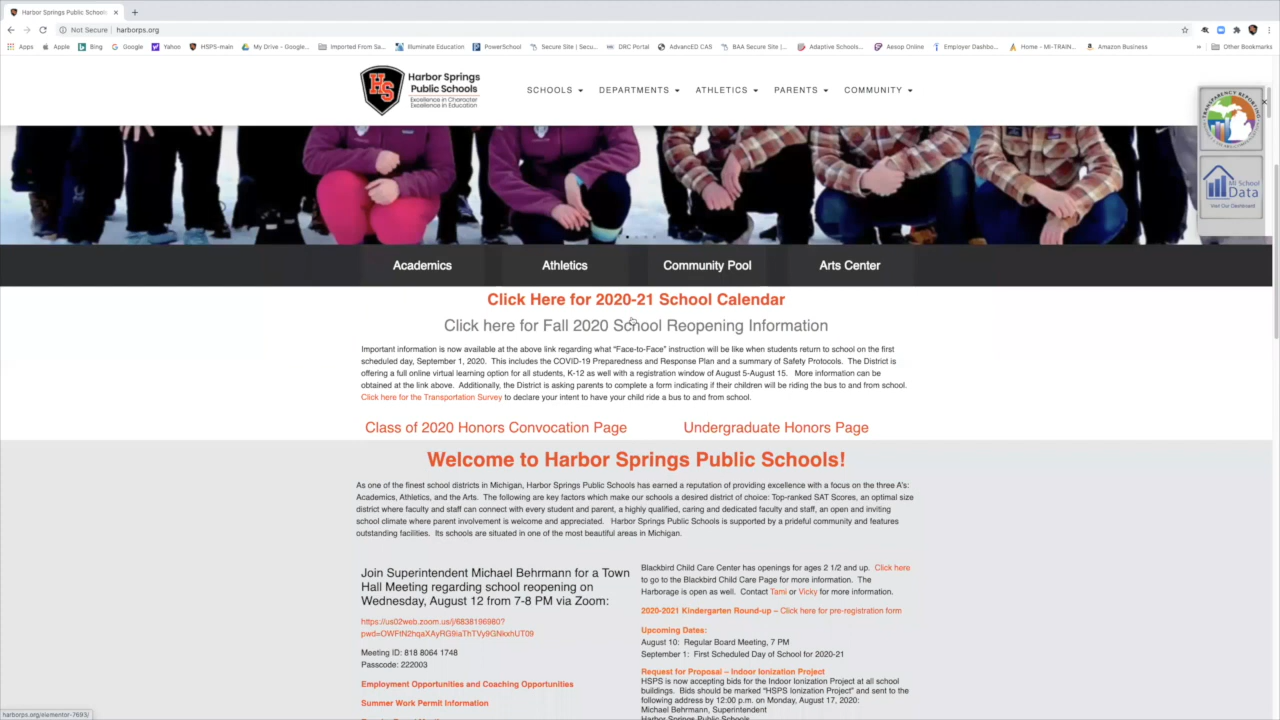 Harbor Springs Public Schools
Not Secure | harborps.org
Apps Apple Bing Google Yahoo HSPS-main My Drive - Google... Imported From Sa... Illuminate Education PowerSchool Secure Site | Secu... DRC Portal AdvancED CAS BAA Secure Site |... Adaptive Schools... Aesop Online Employer Dashbo... Home - MI-TRAIN... Amazon Business » Other Bookmarks
HS
Harbor Springs
Public Schools
Excellence in Character
Excellence in Education
SCHOOLS DEPARTMENTS ATHLETICS PARENTS COMMUNITY
TRANSPARENCY REPORTING
MI School
Data
Visit Our Dashboard
Academics Athletics Community Pool Arts Center
Click Here for 2020-21 School Calendar
Click here for Fall 2020 School Reopening Information
Important information is now available at the above link regarding what “Face-to-Face” instruction will be like when students return to school on the first
scheduled day, September 1, 2020. This includes the COVID-19 Preparedness and Response Plan and a summary of Safety Protocols. The District is
offering a full online virtual learning option for all students, K-12 as well with a registration window of August 5-August 15. More information can be
obtained at the link above. Additionally, the District is asking parents to complete a form indicating if their children will be riding the bus to and from school.
Click here for the Transportation Survey to declare your intent to have your child ride a bus to and from school.
Class of 2020 Honors Convocation Page Undergraduate Honors Page
Welcome to Harbor Springs Public Schools!
As one of the finest school districts in Michigan, Harbor Springs Public Schools has earned a reputation of providing excellence with a focus on the three A’s:
Academics, Athletics, and the Arts. The following are key factors which make our schools a desired district of choice: Top-ranked SAT Scores, an optimal size
district where faculty and staff can connect with every student and parent, a highly qualified, caring and dedicated faculty and staff, an open and inviting
school climate where parent involvement is welcome and appreciated. Harbor Springs Public Schools is supported by a prideful community and features
outstanding facilities. Its schools are situated in one of the most beautiful areas in Michigan.
Join Superintendent Michael Behrmann for a Town
Hall Meeting regarding school reopening on
Wednesday, August 12 from 7-8 PM via Zoom:
https://us02web.zoom.us/j/6838196980?
pwd=OWFtN2hqaXAyRG9iaThTVy9GNkxhUT09
Meeting ID: 818 8064 1748
Passcode: 222003
Employment Opportunities and Coaching Opportunities
Summer Work Permit Information
Blackbird Child Care Center has openings for ages 2 1/2 and up. Click here
to go to the Blackbird Child Care Page for more information. The
Harborage is open as well. Contact Tami or Vicky for more information.
2020-2021 Kindergarten Round-up – Click here for pre-registration form
Upcoming Dates:
August 10: Regular Board Meeting, 7 PM
September 1: First Scheduled Day of School for 2020-21
Request for Proposal – Indoor Ionization Project
HSPS is now accepting bids for the Indoor Ionization Project at all school
buildings. Bids should be marked “HSPS Ionization Project” and sent to the
following address by 12:00 p.m. on Monday, August 17, 2020:
Michael Behrmann, Superintendent
Harbor Springs Public Schools
harborps.org/elementor-7693/